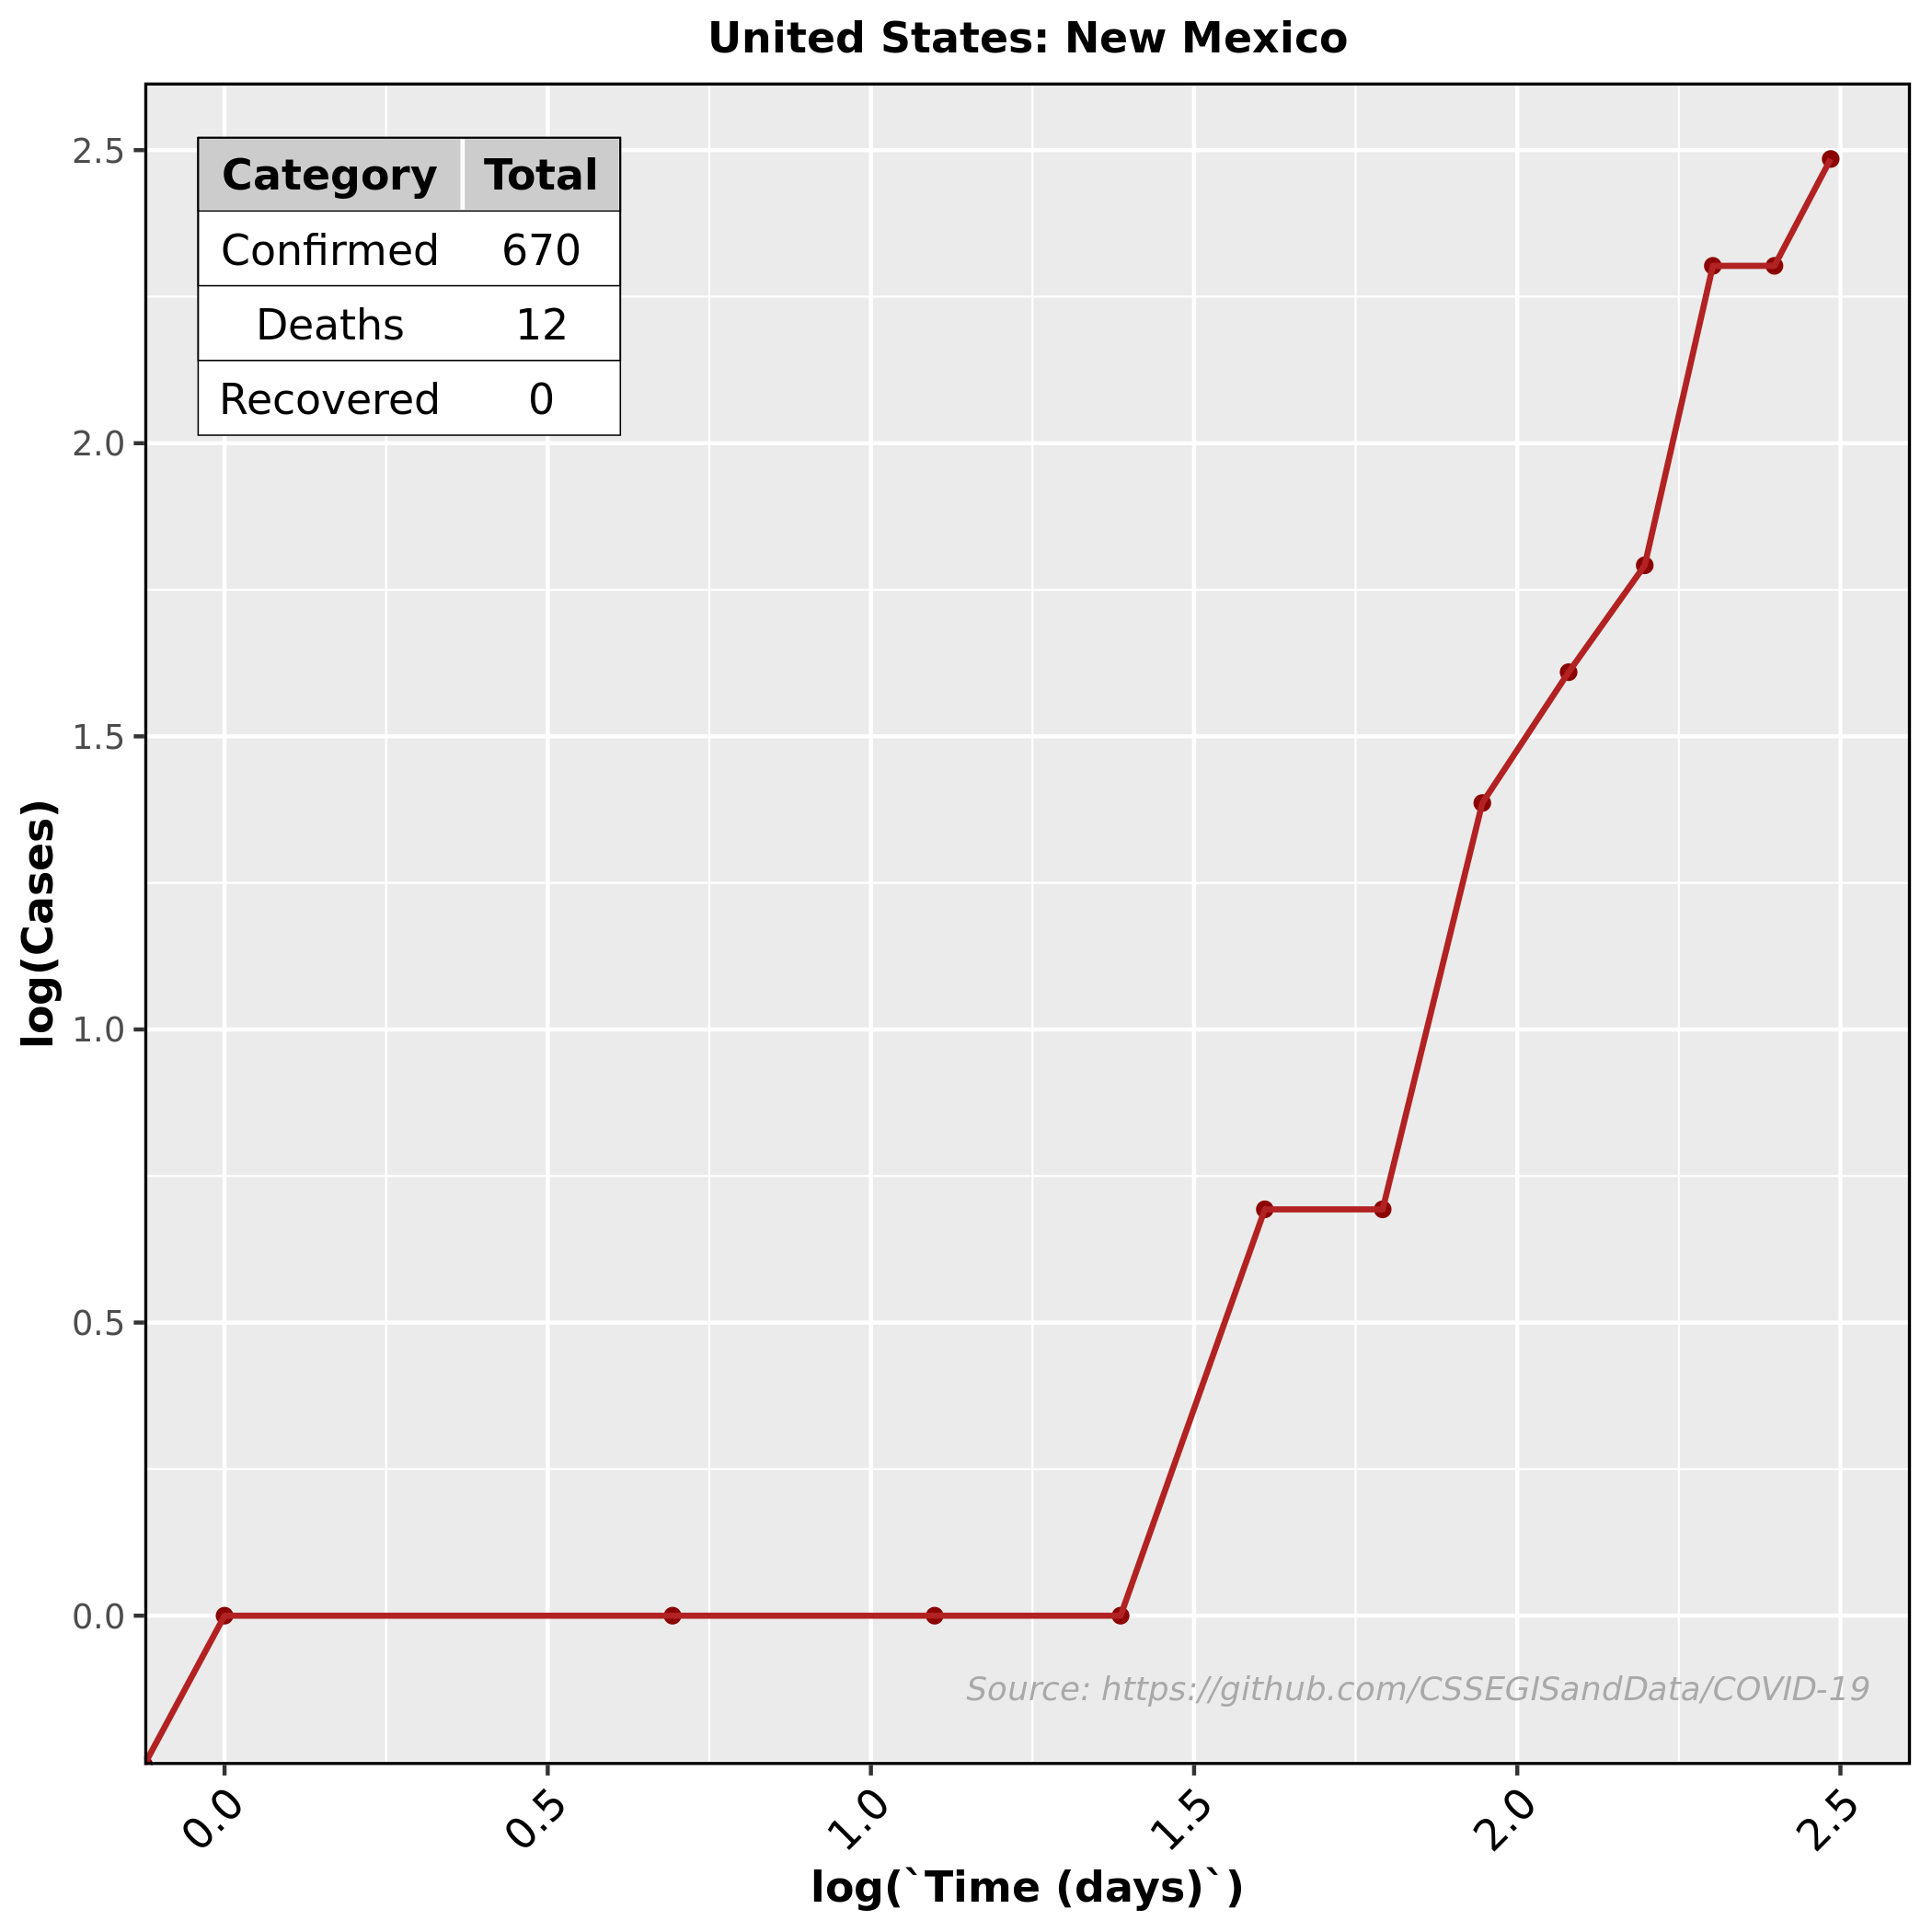 United States: New Mexico
Category Total
Confirmed 670
Deaths 12
Recovered 0
2.5
2.0
1.5
1.0
0.5
0.0
log(Cases)
Source: https://github.com/CSSEGISandData/COVID-19
0.0 0.5 1.0 1.5 2.0 2.5
log(`Time (days)`)